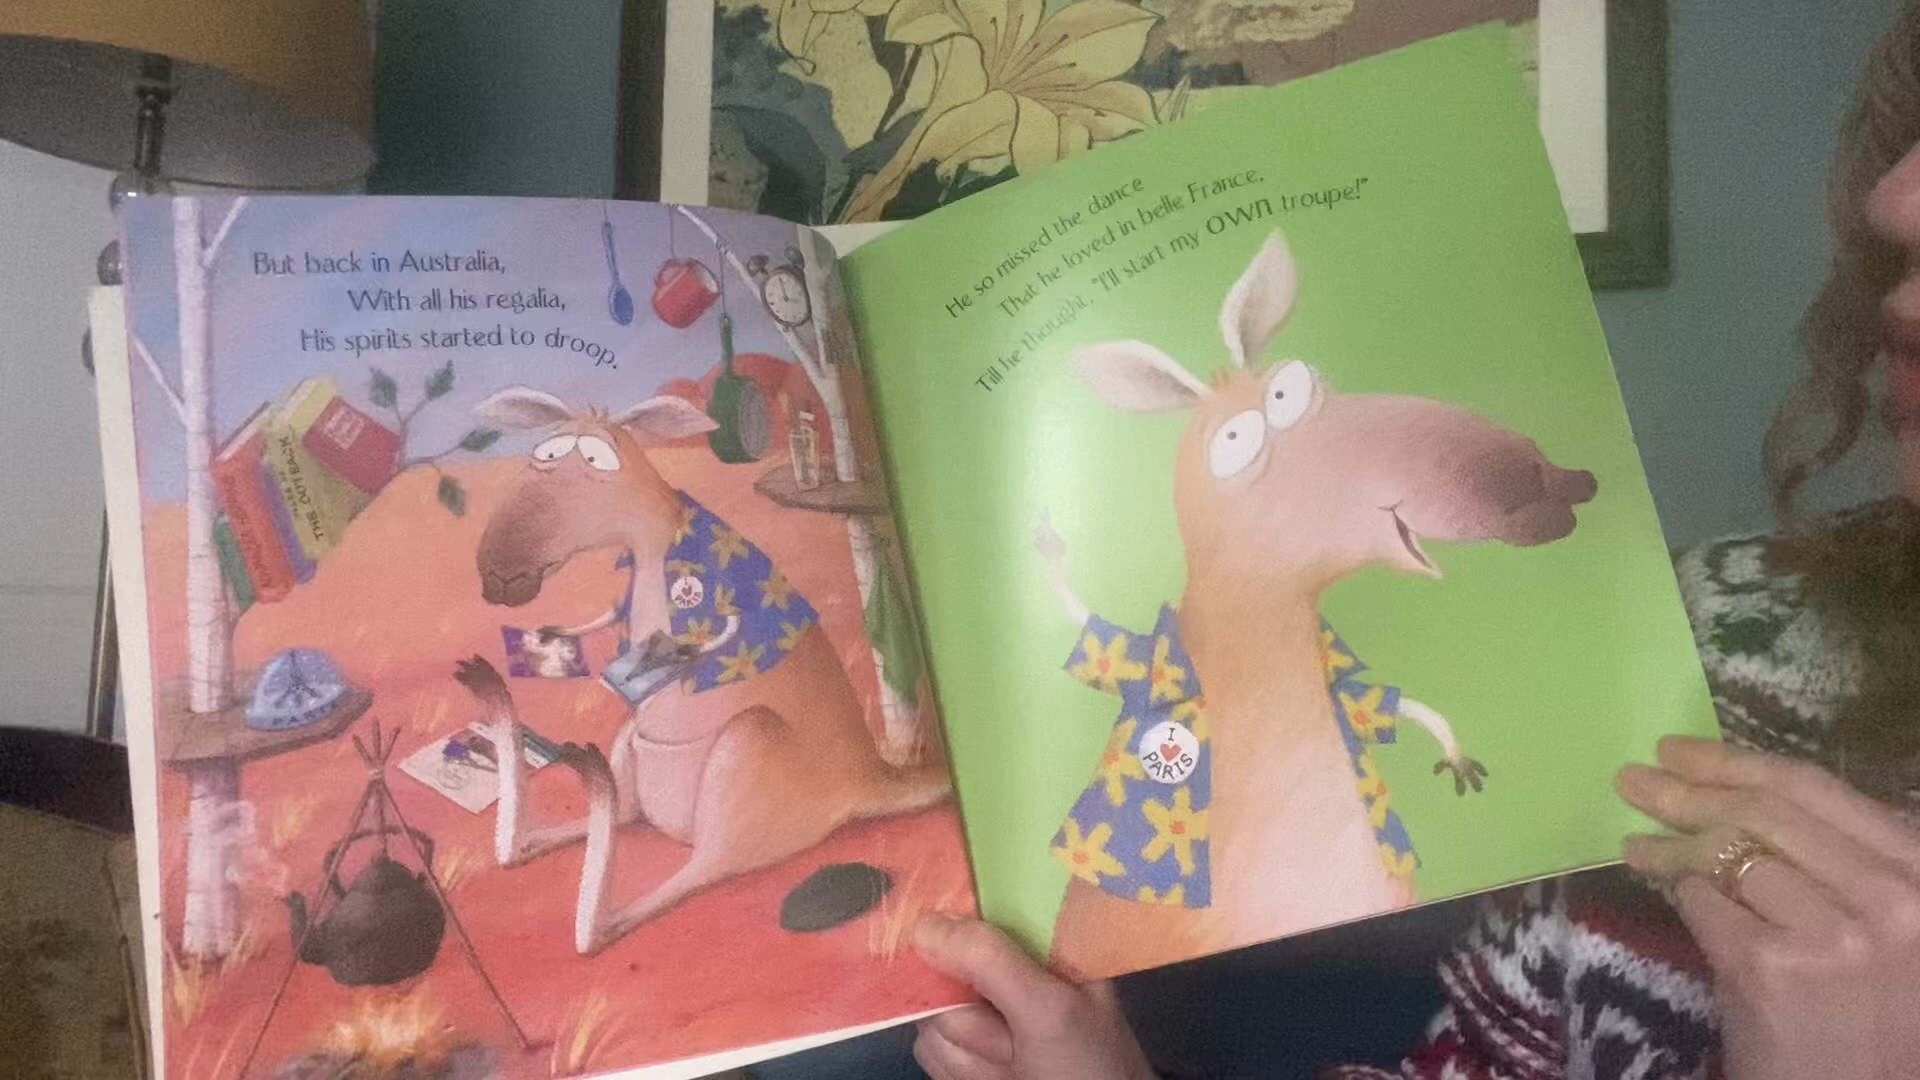 But back in Australia,
With all his regalia,
His spirits started to droop.
THE OUTBACK
I
PARIS
PARIS
He so missed the dance
That he loved in belle France,
Till he thought, "I'll start my OWN troupe!"
I
PARIS